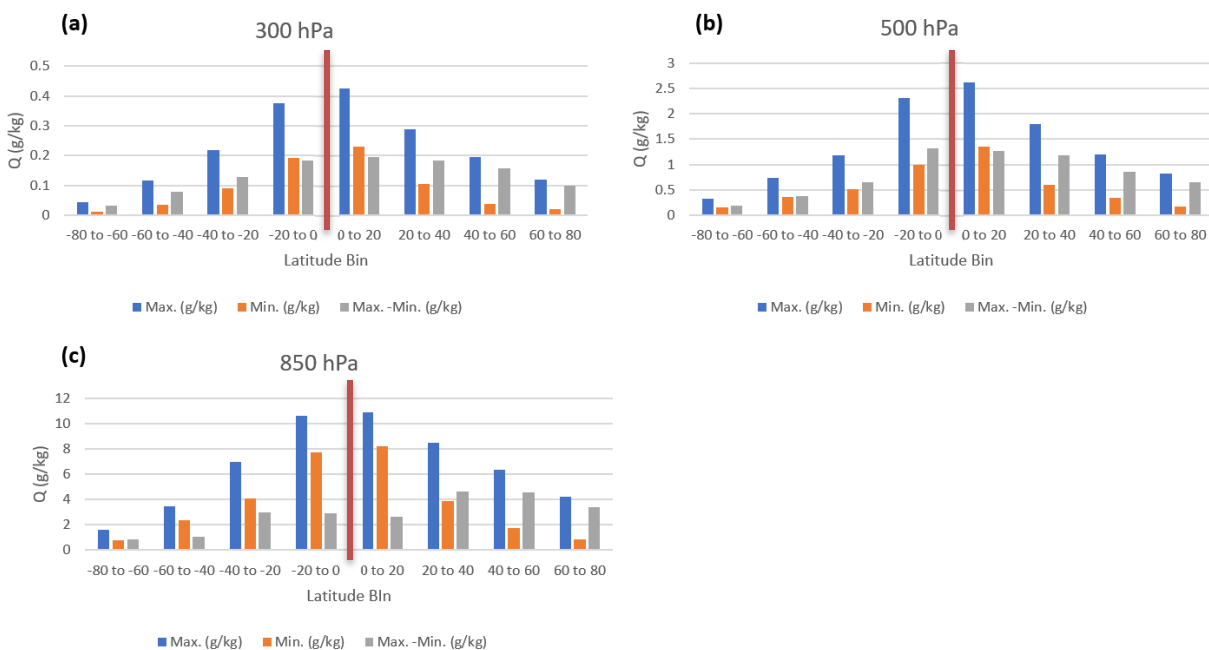 (a)
300 hPa
Q (g/kg)
0.5
0.4
0.3
0.2
0.1
0
-80 to -60 -60 to -40 -40 to -20 -20 to 0 0 to 20 20 to 40 40 to 60 60 to 80
Latitude Bin
Max. (g/kg) Min. (g/kg) Max. -Min. (g/kg)
(b)
500 hPa
Q (g/kg)
3
2.5
2
1.5
1
0.5
0
-80 to -60 -60 to -40 -40 to -20 -20 to 0 0 to 20 20 to 40 40 to 60 60 to 80
Latitude Bin
Max. (g/kg) Min. (g/kg) Max. -Min. (g/kg)
(c)
850 hPa
Q (g/kg)
12
10
8
6
4
2
0
-80 to -60 -60 to -40 -40 to -20 -20 to 0 0 to 20 20 to 40 40 to 60 60 to 80
Latitude BIn
Max. (g/kg) Min. (g/kg) Max. -Min. (g/kg)